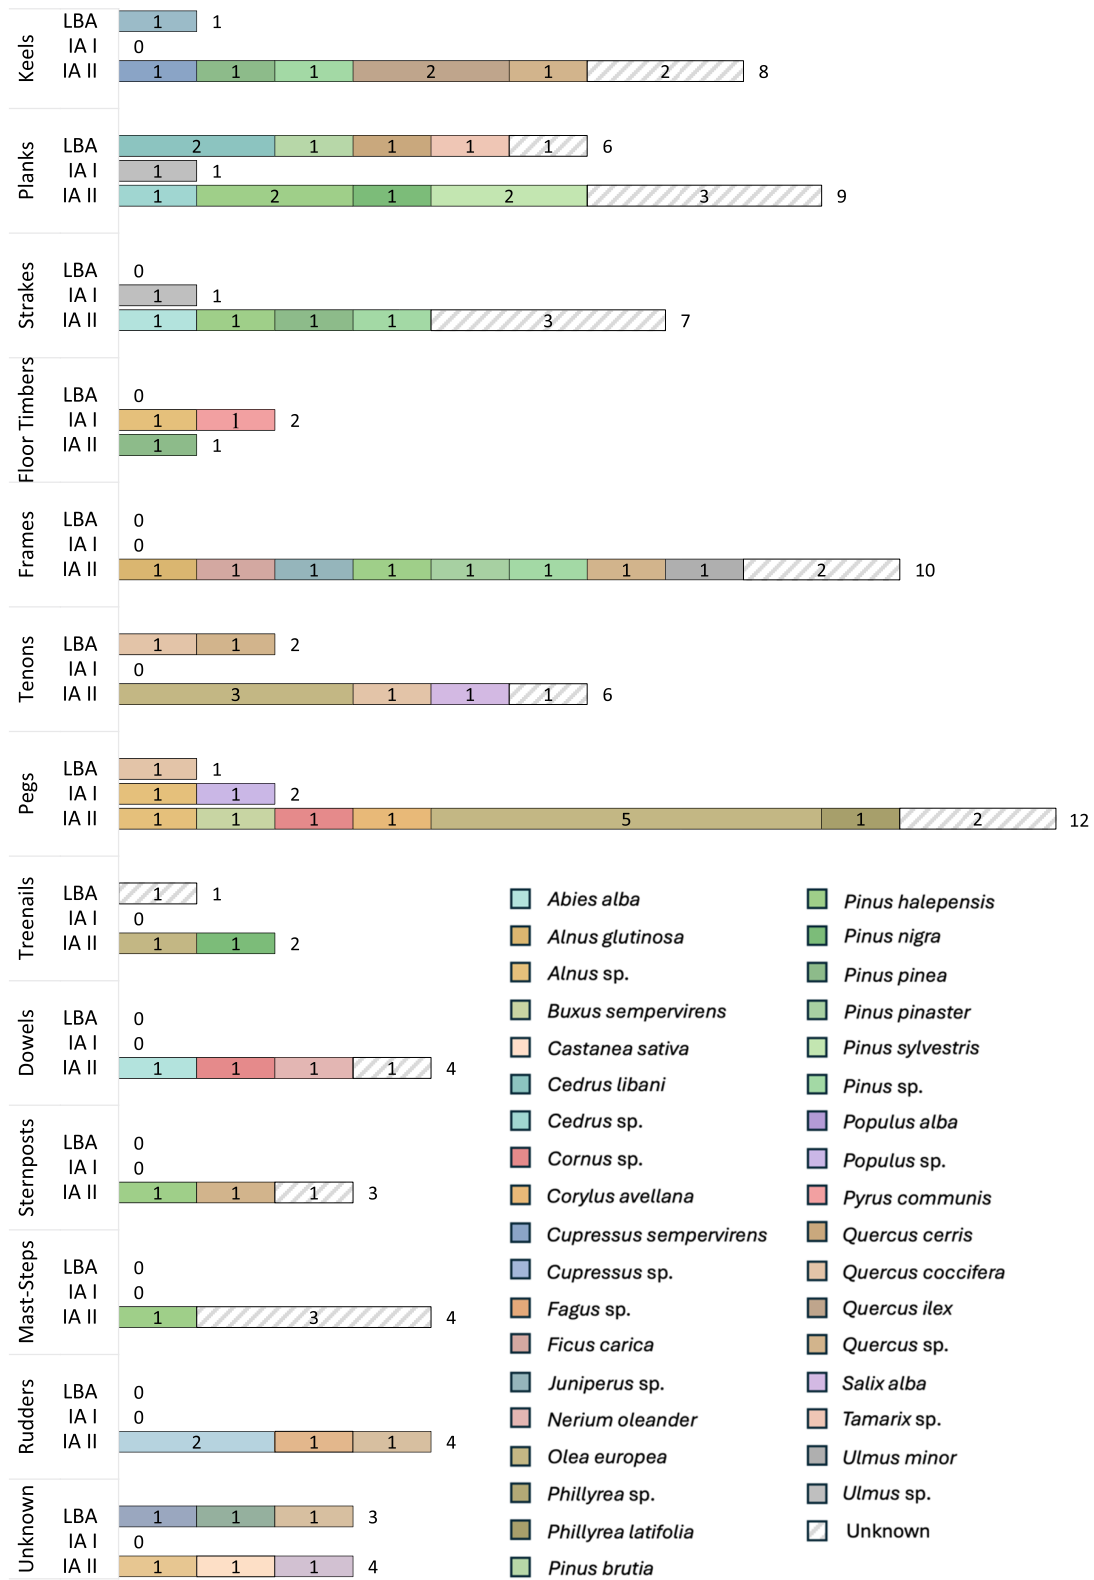 Keels
LBA 1 1
IA I 0
IA II 1 1 1 2 1 2 8
Planks
LBA 2 1 1 1 1 6
IA I 1 1
IA II 1 2 1 2 3 9
Strakes
LBA 0
IA I 1 1
IA II 1 1 1 1 3 7
Floor Timbers
LBA 0
IA I 1 1 2
IA II 1 1
Frames
LBA 0
IA I 0
IA II 1 1 1 1 1 1 1 1 2 10
Tenons
LBA 1 1 2
IA I 0
IA II 3 1 1 1 6
Pegs
LBA 1 1
IA I 1 1 2
IA II 1 1 1 1 5 1 2 12
Treenails
LBA 1 1
IA I 0
IA II 1 1 2
Dowels
LBA 0
IA I 0
IA II 1 1 1 1 4
Sternposts
LBA 0
IA I 0
IA II 1 1 1 3
Mast-Steps
LBA 0
IA I 0
IA II 1 3 4
Rudders
LBA 0
IA I 0
IA II 2 1 1 4
Unknown
LBA 1 1 1 3
IA I 0
IA II 1 1 1 4
Abies alba
Alnus glutinosa
Alnus sp.
Buxus sempervirens
Castanea sativa
Cedrus libani
Cedrus sp.
Cornus sp.
Corylus avellana
Cupressus sempervirens
Cupressus sp.
Fagus sp.
Ficus carica
Juniperus sp.
Nerium oleander
Olea europea
Phillyrea sp.
Phillyrea latifolia
Pinus brutia
Pinus halepensis
Pinus nigra
Pinus pinea
Pinus pinaster
Pinus sylvestris
Pinus sp.
Populus alba
Populus sp.
Pyrus communis
Quercus cerris
Quercus coccifera
Quercus ilex
Quercus sp.
Salix alba
Tamarix sp.
Ulmus minor
Ulmus sp.
Unknown